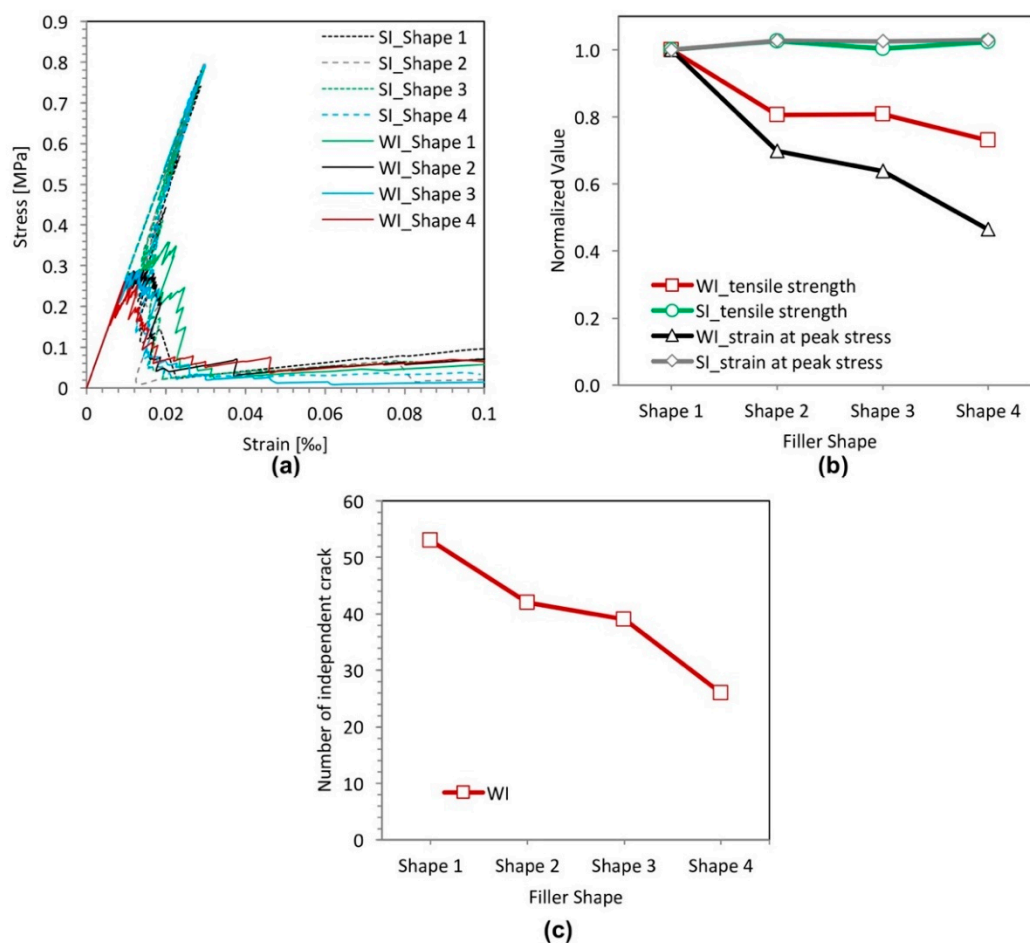 0.9
0.8
0.7
0.6
0.5
0.4
0.3
0.2
0.1
0
Stress [MPa]
0 0.02 0.04 0.06 0.08 0.1
Strain [‰]
SI_Shape 1
SI_Shape 2
SI_Shape 3
SI_Shape 4
WI_Shape 1
WI_Shape 2
WI_Shape 3
WI_Shape 4
(a)
1.0
0.8
0.6
0.4
0.2
0.0
Normalized Value
WI_tensile strength
SI_tensile strength
WI_strain at peak stress
SI_strain at peak stress
Shape 1 Shape 2 Shape 3 Shape 4
Filler Shape
(b)
60
50
40
30
20
10
0
Number of independent crack
WI
Shape 1 Shape 2 Shape 3 Shape 4
Filler Shape
(c)